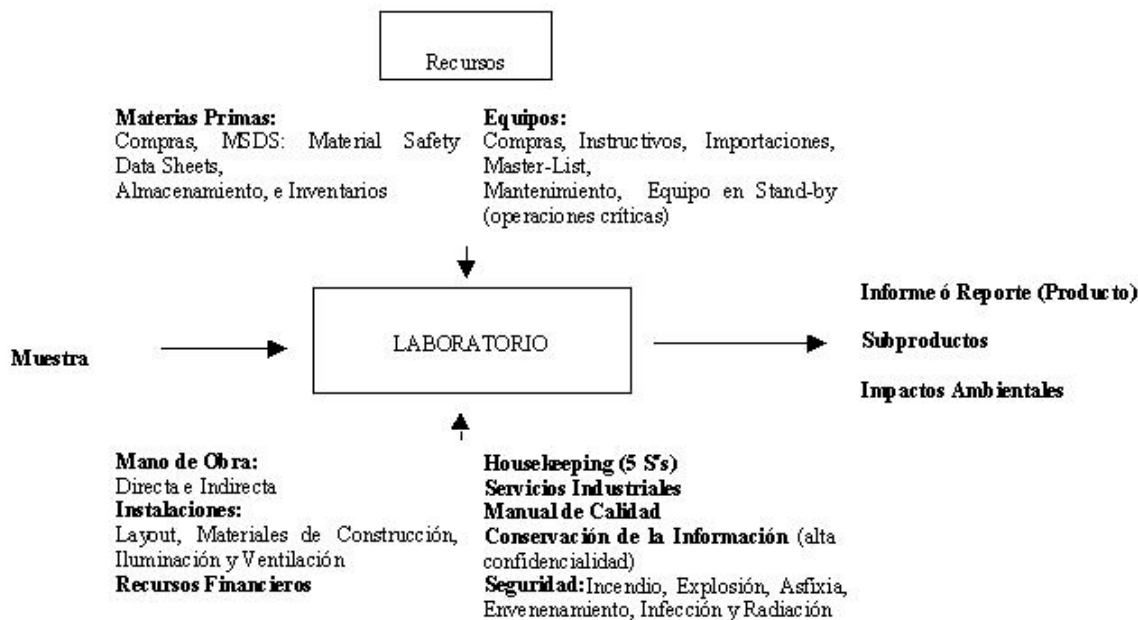 Recursos
Materias Primas:
Compras, MSDS: Material Safety
Data Sheets,
Almacenamiento, e Inventarios
Equipos:
Compras, Instructivos, Importaciones,
Master-List,
Mantenimiento, Equipo en Stand-by
(operaciones críticas)
Muestra
LABORATORIO
Informe ó Reporte (Producto)
Subproductos
Impactos Ambientales
Mano de Obra:
Directa e Indirecta
Instalaciones:
Layout, Materiales de Construcción,
Iluminación y Ventilación
Recursos Financieros
Housekeeping (5 S's)
Servicios Industriales
Manual de Calidad
Conservación de la Información (alta
confidencialidad)
Seguridad:Incendio, Explosión, Asfixia,
Envenenamiento, Infección y Radiación